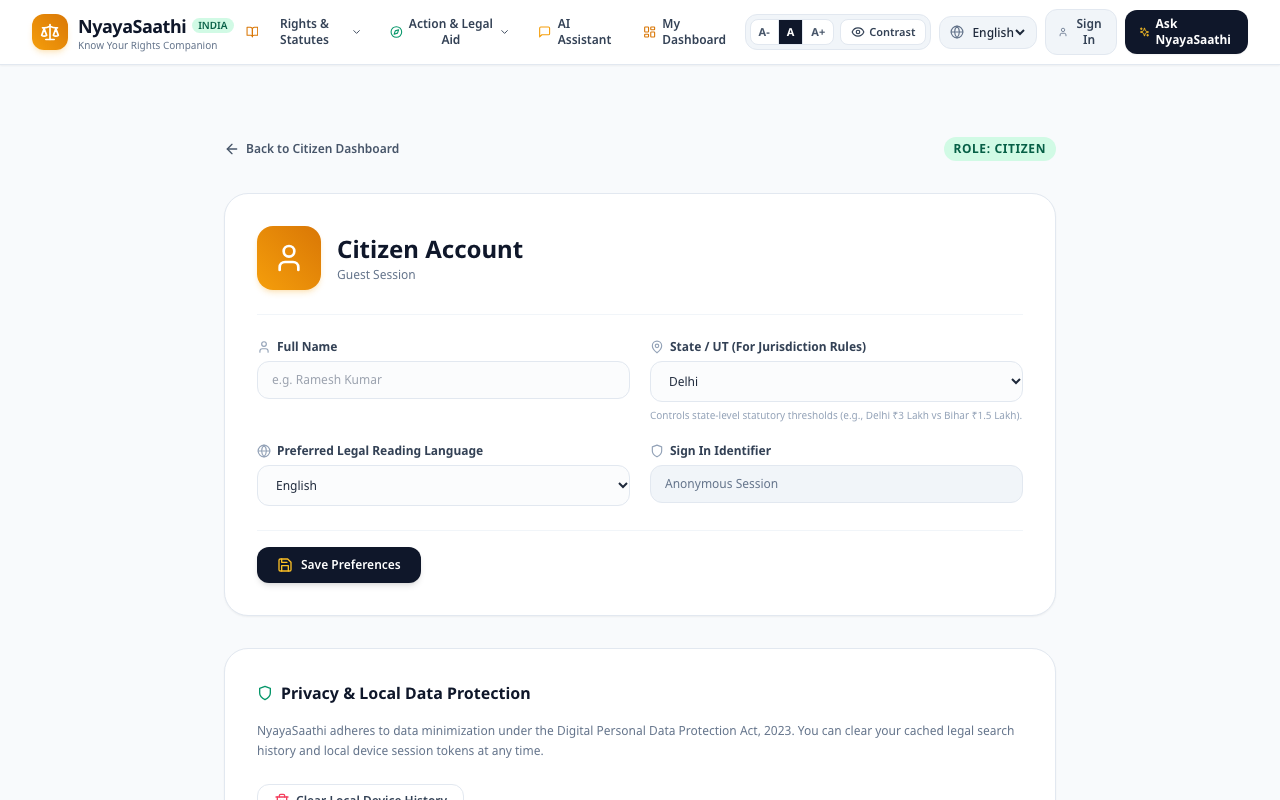 NyayaSaathi INDIA
Know Your Rights Companion
Rights & Statutes
Action & Legal Aid
AI Assistant
My Dashboard
A- A A+ Contrast
English
Sign In
Ask NyayaSaathi
Back to Citizen Dashboard
ROLE: CITIZEN
Citizen Account
Guest Session
Full Name
e.g. Ramesh Kumar
State / UT (For Jurisdiction Rules)
Delhi
Controls state-level statutory thresholds (e.g., Delhi ₹3 Lakh vs Bihar ₹1.5 Lakh).
Preferred Legal Reading Language
English
Sign In Identifier
Anonymous Session
Save Preferences
Privacy & Local Data Protection
NyayaSaathi adheres to data minimization under the Digital Personal Data Protection Act, 2023. You can clear your cached legal search
history and local device session tokens at any time.
Clear Local Device History